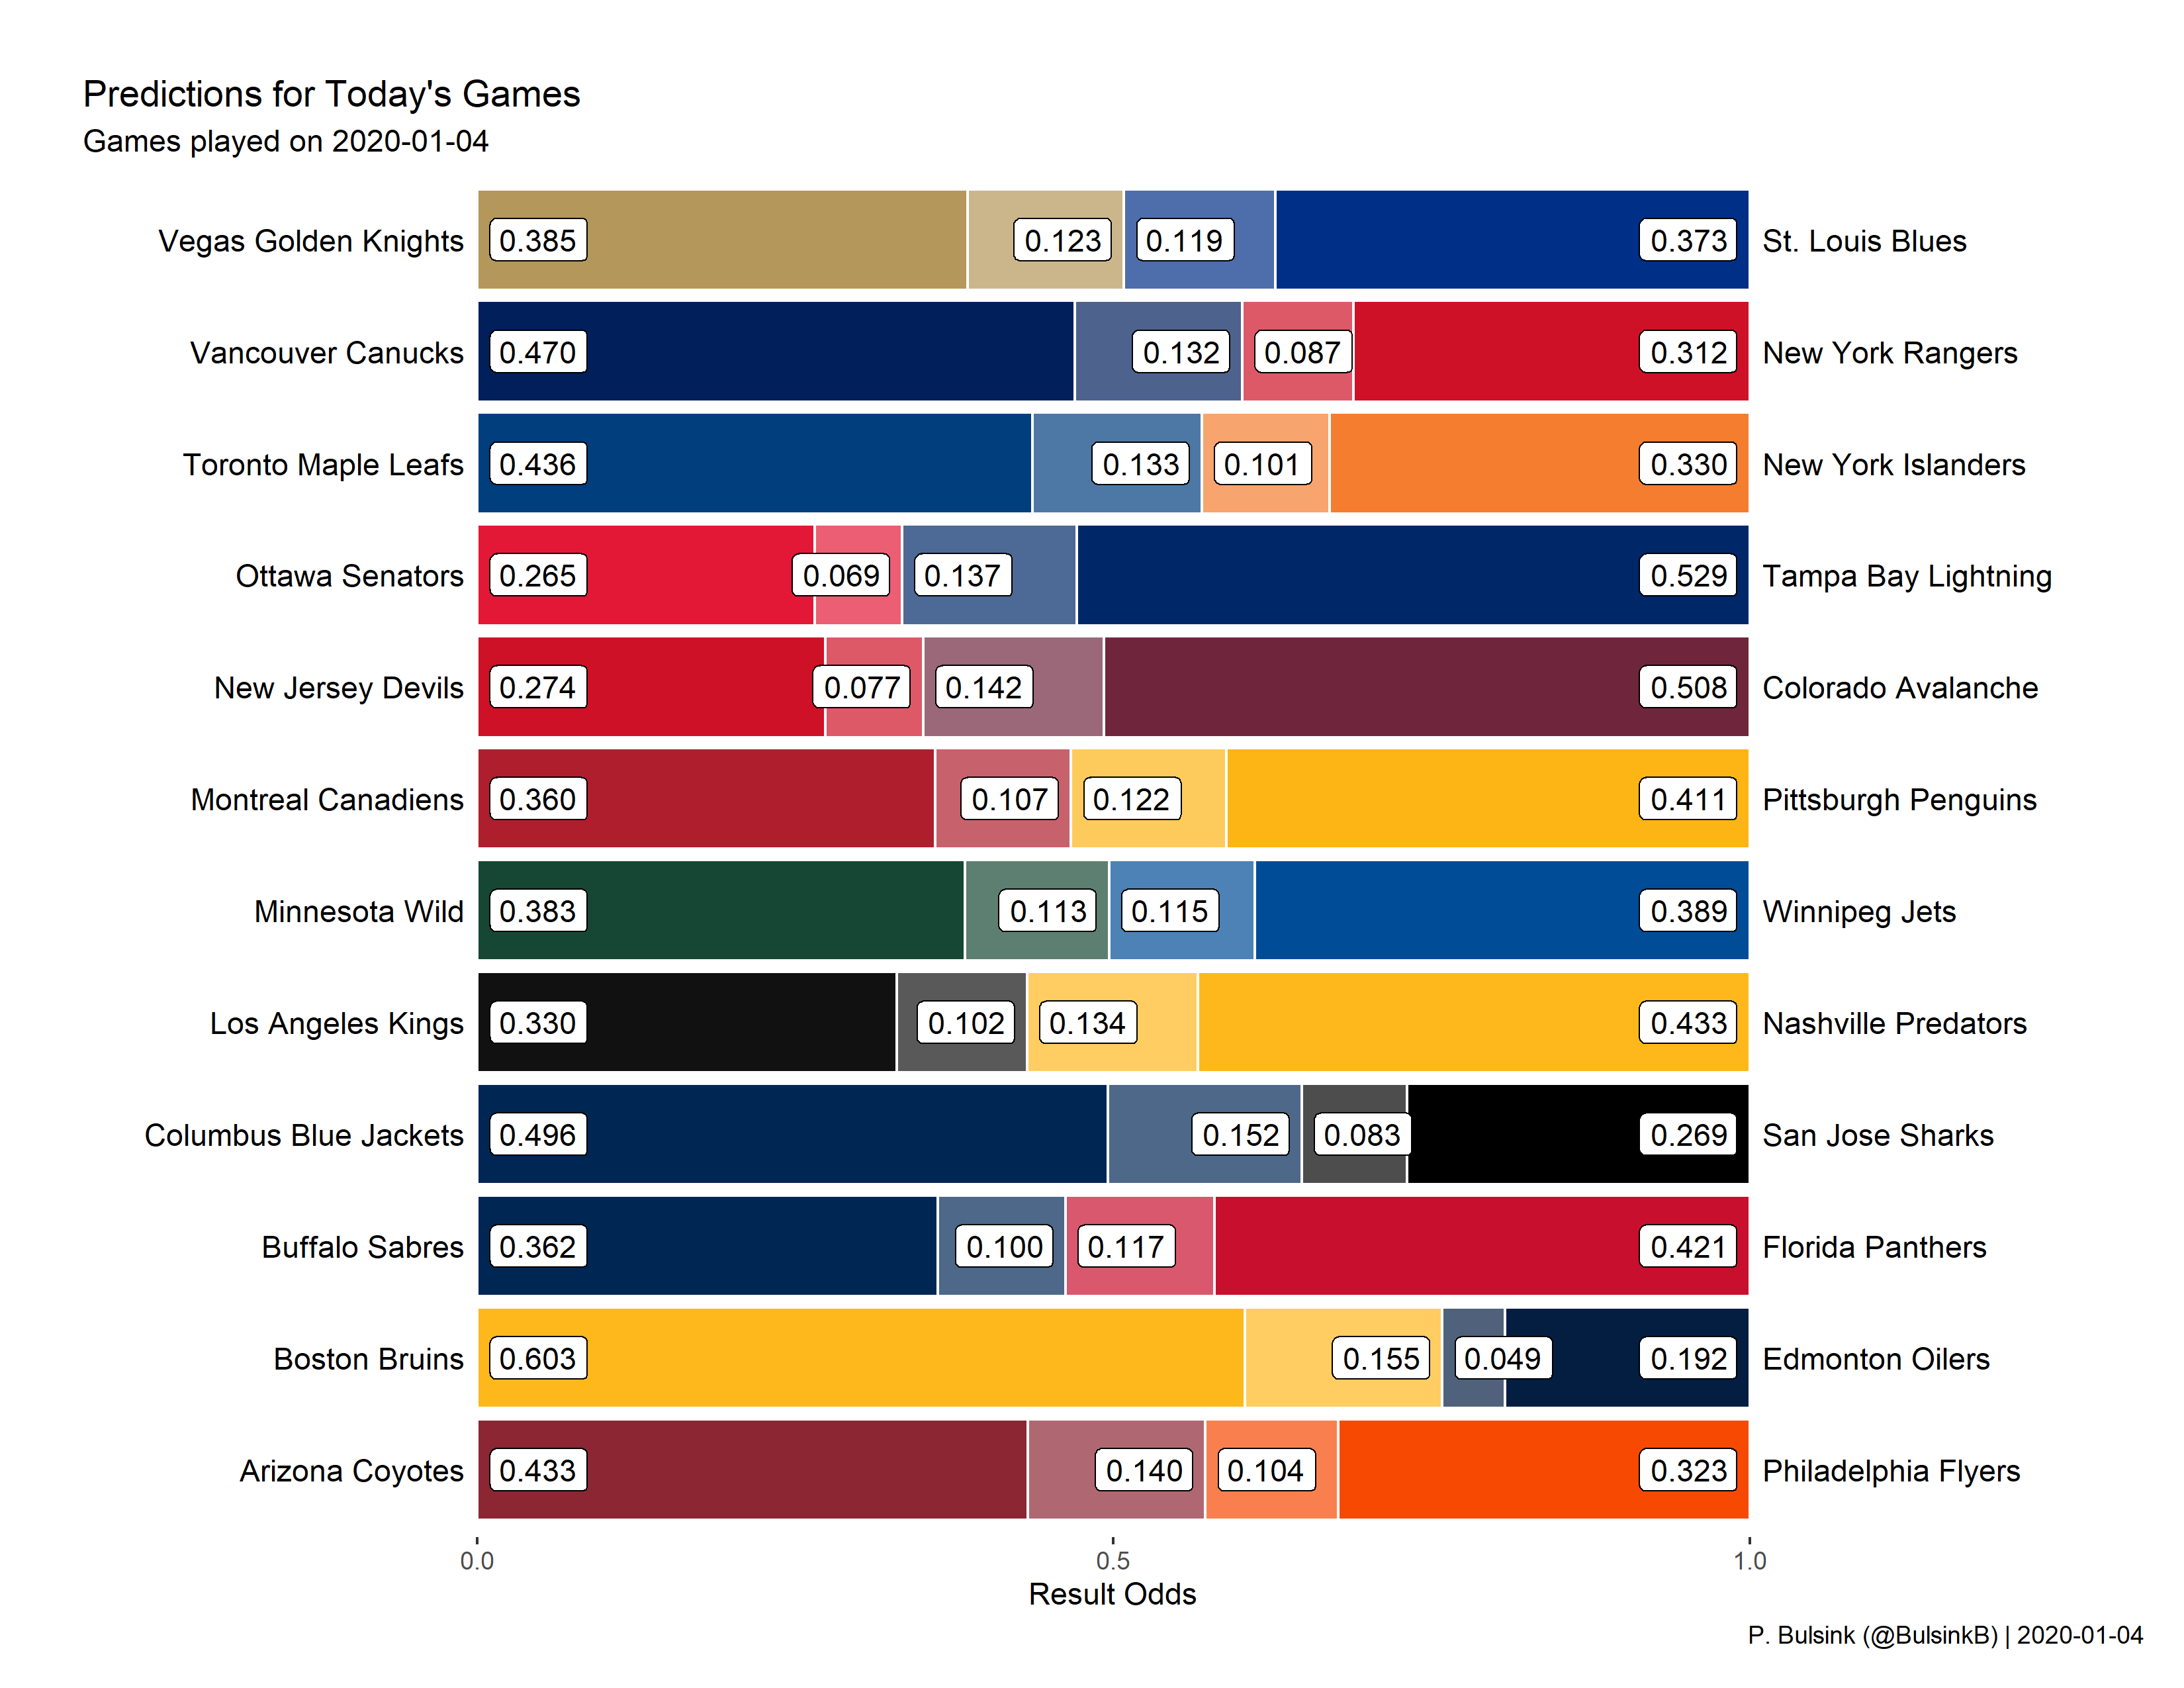 Predictions for Today's Games
Games played on 2020-01-04
Vegas Golden Knights 0.385 0.123 0.119 0.373 St. Louis Blues
Vancouver Canucks 0.470 0.132 0.087 0.312 New York Rangers
Toronto Maple Leafs 0.436 0.133 0.101 0.330 New York Islanders
Ottawa Senators 0.265 0.069 0.137 0.529 Tampa Bay Lightning
New Jersey Devils 0.274 0.077 0.142 0.508 Colorado Avalanche
Montreal Canadiens 0.360 0.107 0.122 0.411 Pittsburgh Penguins
Minnesota Wild 0.383 0.113 0.115 0.389 Winnipeg Jets
Los Angeles Kings 0.330 0.102 0.134 0.433 Nashville Predators
Columbus Blue Jackets 0.496 0.152 0.083 0.269 San Jose Sharks
Buffalo Sabres 0.362 0.100 0.117 0.421 Florida Panthers
Boston Bruins 0.603 0.155 0.049 0.192 Edmonton Oilers
Arizona Coyotes 0.433 0.140 0.104 0.323 Philadelphia Flyers
0.0 0.5 1.0
Result Odds
P. Bulsink (@BulsinkB) | 2020-01-04